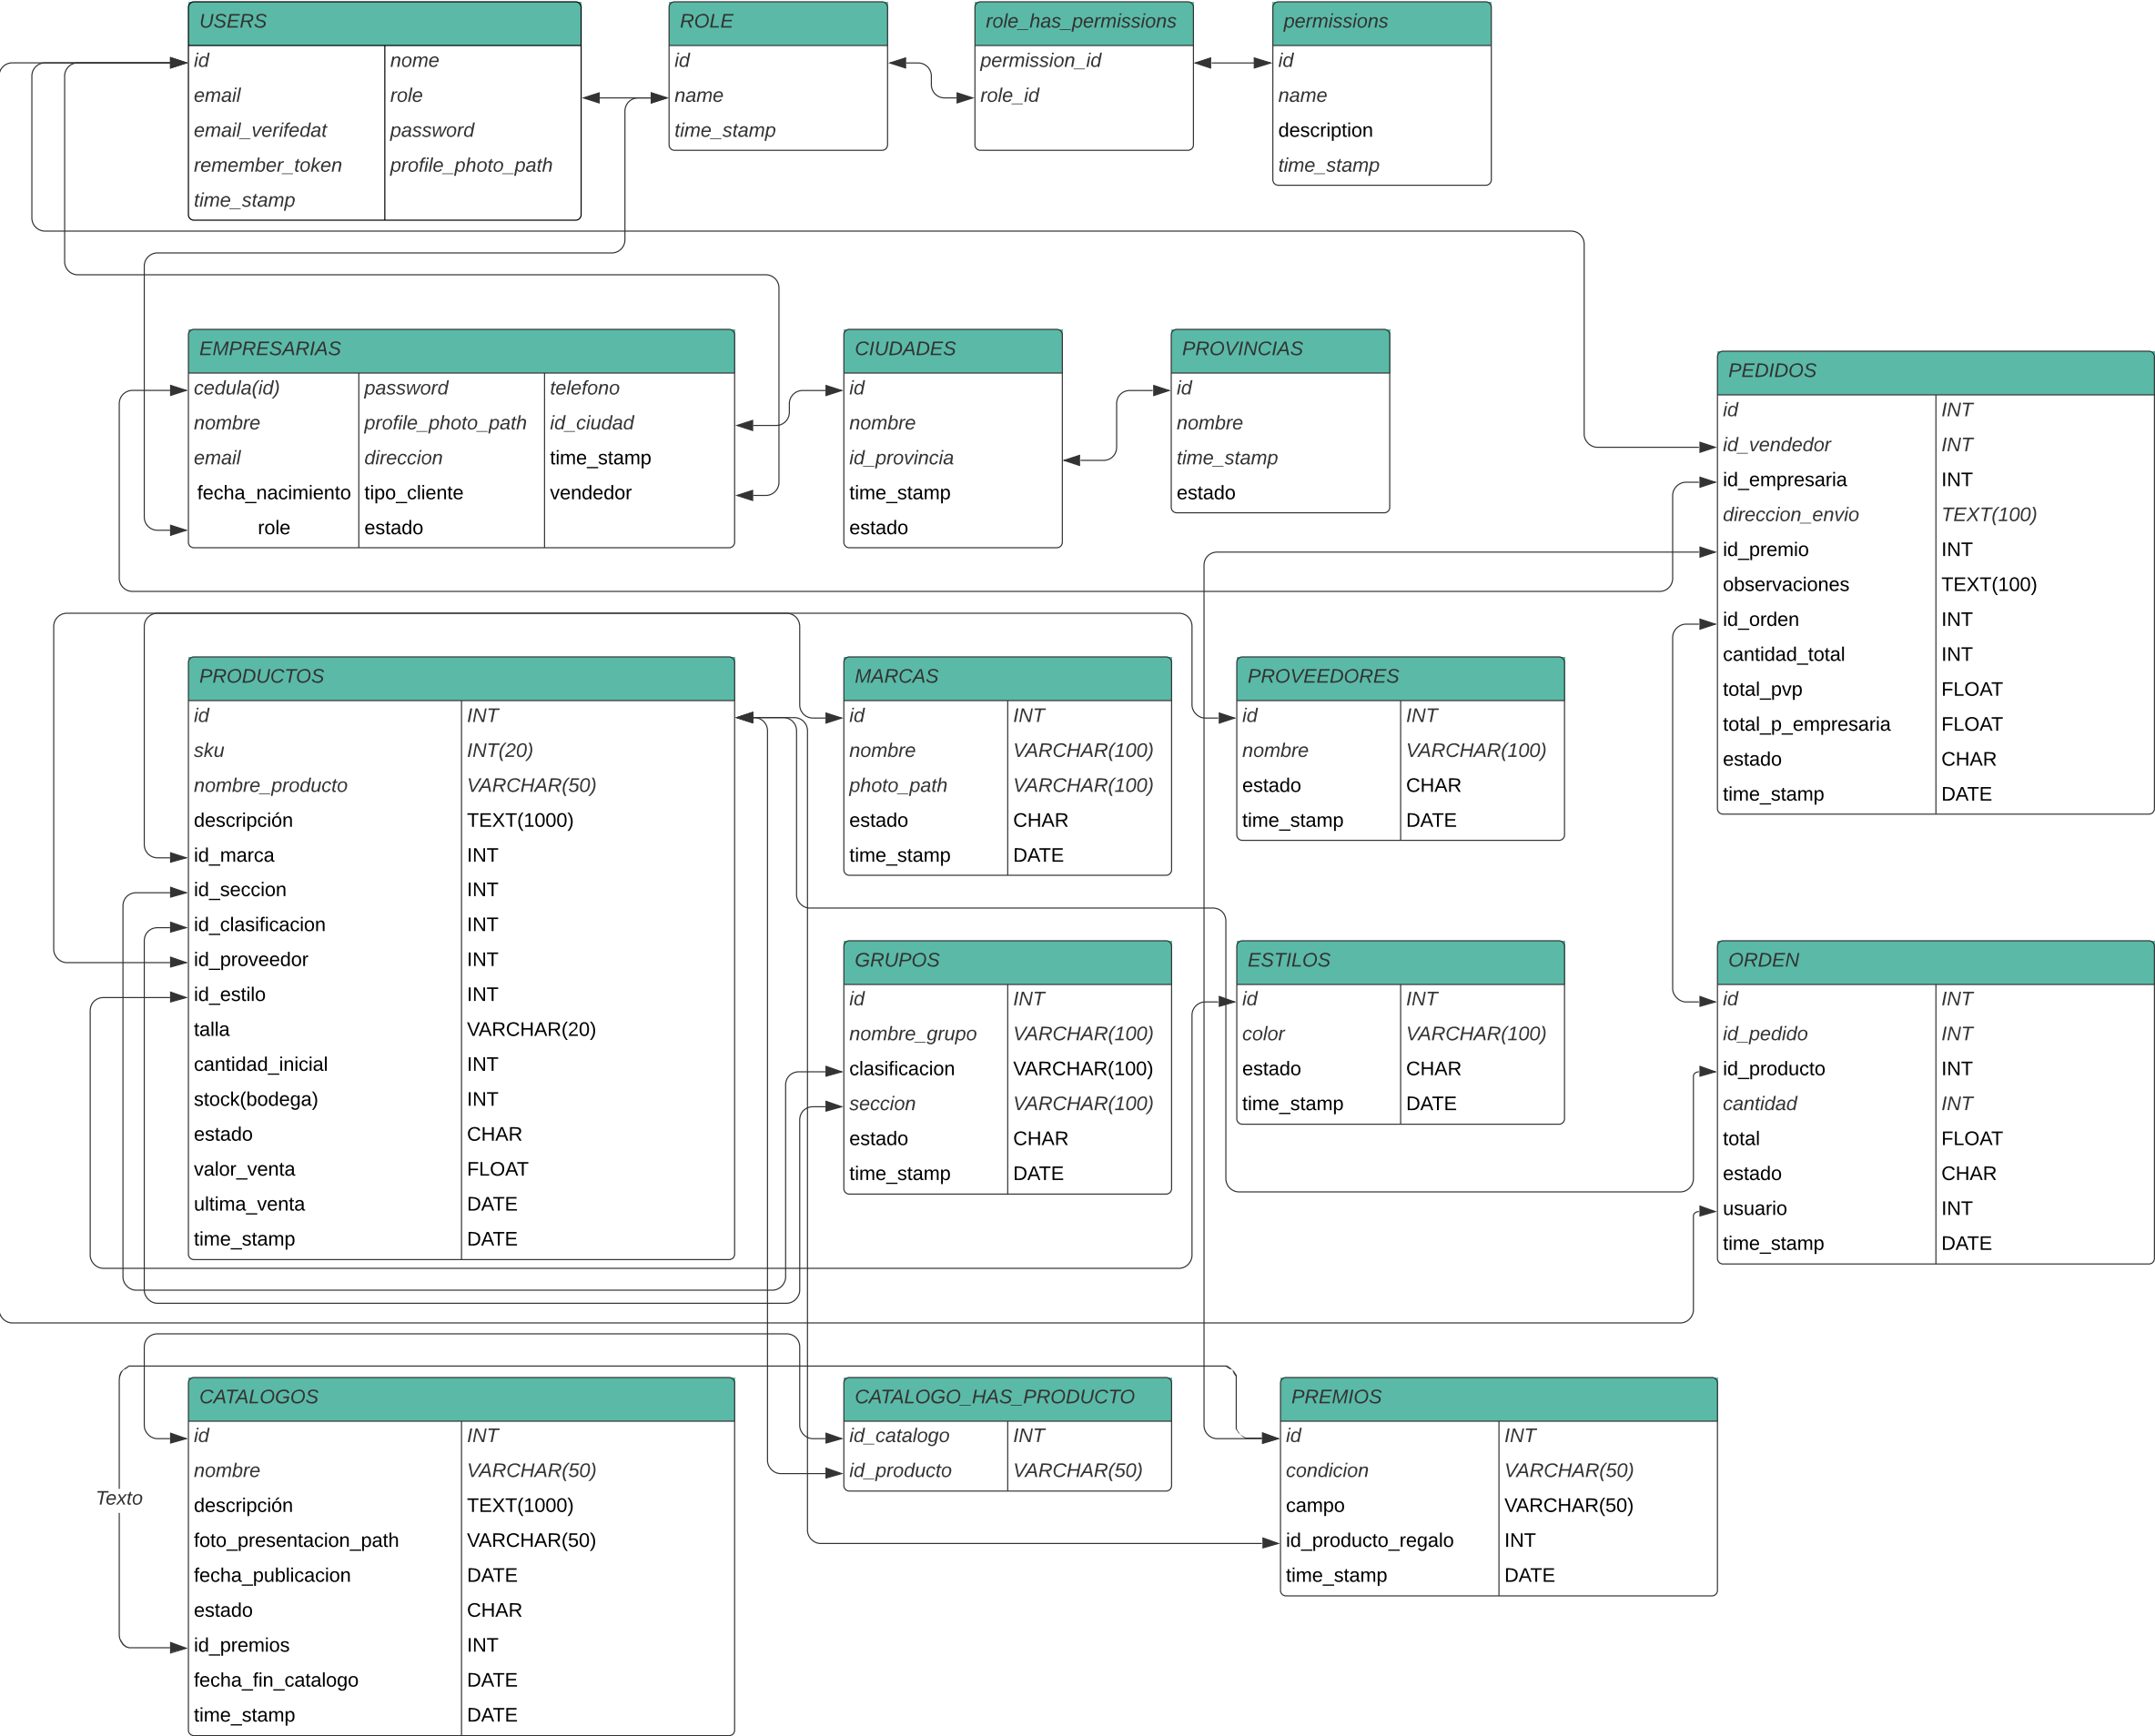 USERS
id nome
email role
email_verifedat password
remember_token profile_photo_path
time_stamp
ROLE
id
name
time_stamp
role_has_permissions
permission_id
role_id
permissions
id
name
description
time_stamp
EMPRESARIAS
cedula(id) password telefono
nombre profile_photo_path id_ciudad
email direccion time_stamp
fecha_nacimiento tipo_cliente vendedor
role estado
CIUDADES
id
nombre
id_provincia
time_stamp
estado
PROVINCIAS
id
nombre
time_stamp
estado
PEDIDOS
id INT
id_vendedor INT
id_empresaria INT
direccion_envio TEXT(100)
id_premio INT
observaciones TEXT(100)
id_orden INT
cantidad_total INT
total_pvp FLOAT
total_p_empresaria FLOAT
estado CHAR
time_stamp DATE
PRODUCTOS
id INT
sku INT(20)
nombre_producto VARCHAR(50)
descripción TEXT(1000)
id_marca INT
id_seccion INT
id_clasificacion INT
id_proveedor INT
id_estilo INT
talla VARCHAR(20)
cantidad_inicial INT
stock(bodega) INT
estado CHAR
valor_venta FLOAT
ultima_venta DATE
time_stamp DATE
MARCAS
id INT
nombre VARCHAR(100)
photo_path VARCHAR(100)
estado CHAR
time_stamp DATE
PROVEEDORES
id INT
nombre VARCHAR(100)
estado CHAR
time_stamp DATE
GRUPOS
id INT
nombre_grupo VARCHAR(100)
clasificacion VARCHAR(100)
seccion VARCHAR(100)
estado CHAR
time_stamp DATE
ESTILOS
id INT
color VARCHAR(100)
estado CHAR
time_stamp DATE
ORDEN
id INT
id_pedido INT
id_producto INT
cantidad INT
total FLOAT
estado CHAR
usuario INT
time_stamp DATE
Texto
CATALOGOS
id INT
nombre VARCHAR(50)
descripción TEXT(1000)
foto_presentacion_path VARCHAR(50)
fecha_publicacion DATE
estado CHAR
id_premios INT
fecha_fin_catalogo DATE
time_stamp DATE
CATALOGO_HAS_PRODUCTO
id_catalogo INT
id_producto VARCHAR(50)
PREMIOS
id INT
condicion VARCHAR(50)
campo VARCHAR(50)
id_producto_regalo INT
time_stamp DATE